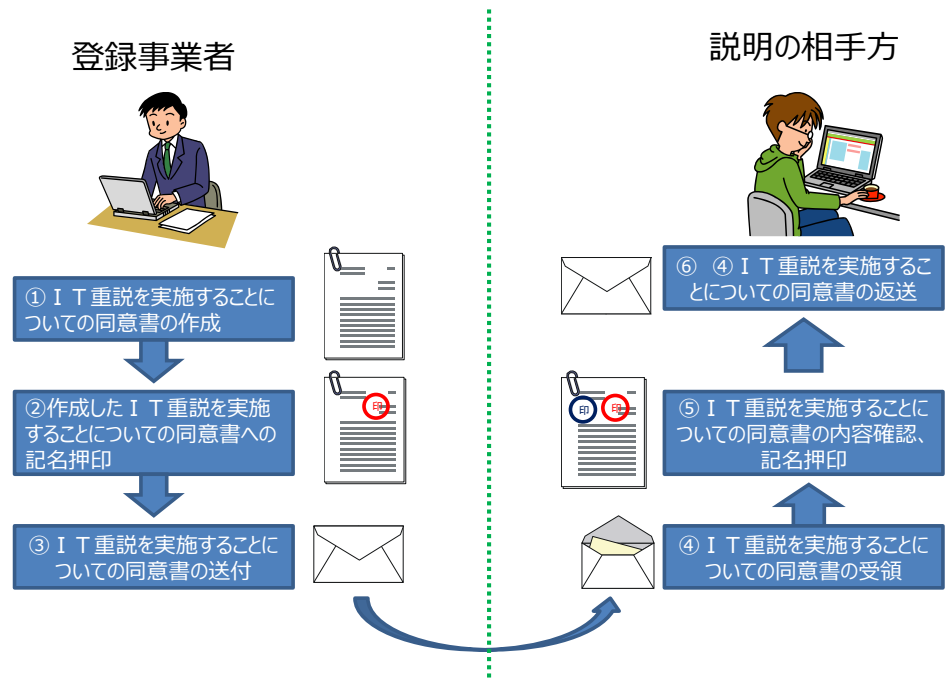 登録事業者
①ＩＴ重説を実施することに
ついての同意書の作成
②作成したＩＴ重説を実施
することについての同意書への
記名押印
印
③ＩＴ重説を実施することに
ついての同意書の送付
説明の相手方
⑥　④ＩＴ重説を実施するこ
とについての同意書の返送
⑤ＩＴ重説を実施することに
ついての同意書の内容確認、
記名押印
印
印
④ＩＴ重説を実施することに
ついての同意書の受領